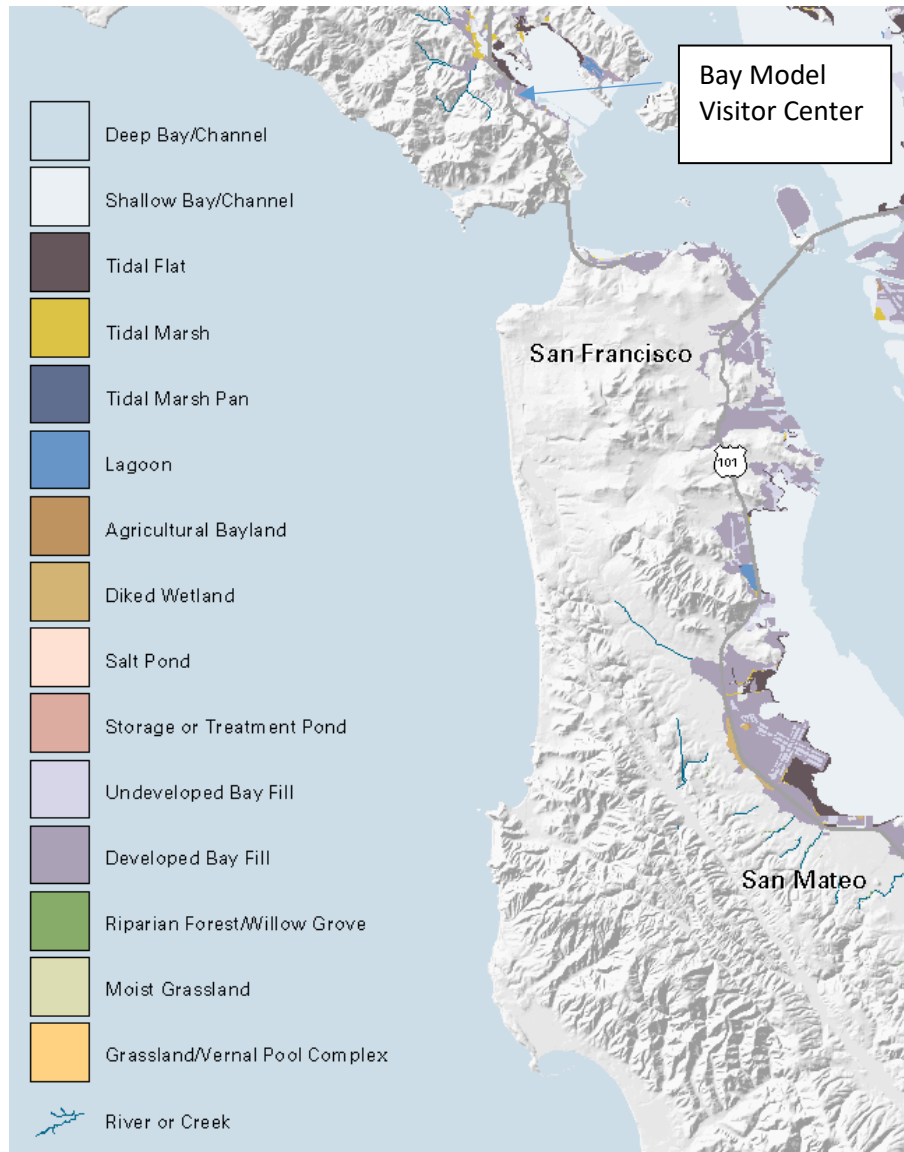 Bay Model
Visitor Center
Deep Bay/Channel
Shallow Bay/Channel
Tidal Flat
Tidal Marsh
Tidal Marsh Pan
Lagoon
Agricultural Bayland
Diked Wetland
Salt Pond
Storage or Treatment Pond
Undeveloped Bay Fill
Developed Bay Fill
Riparian Forest/Willow Grove
Moist Grassland
Grassland/Vernal Pool Complex
River or Creek
San Francisco
101
San Mateo